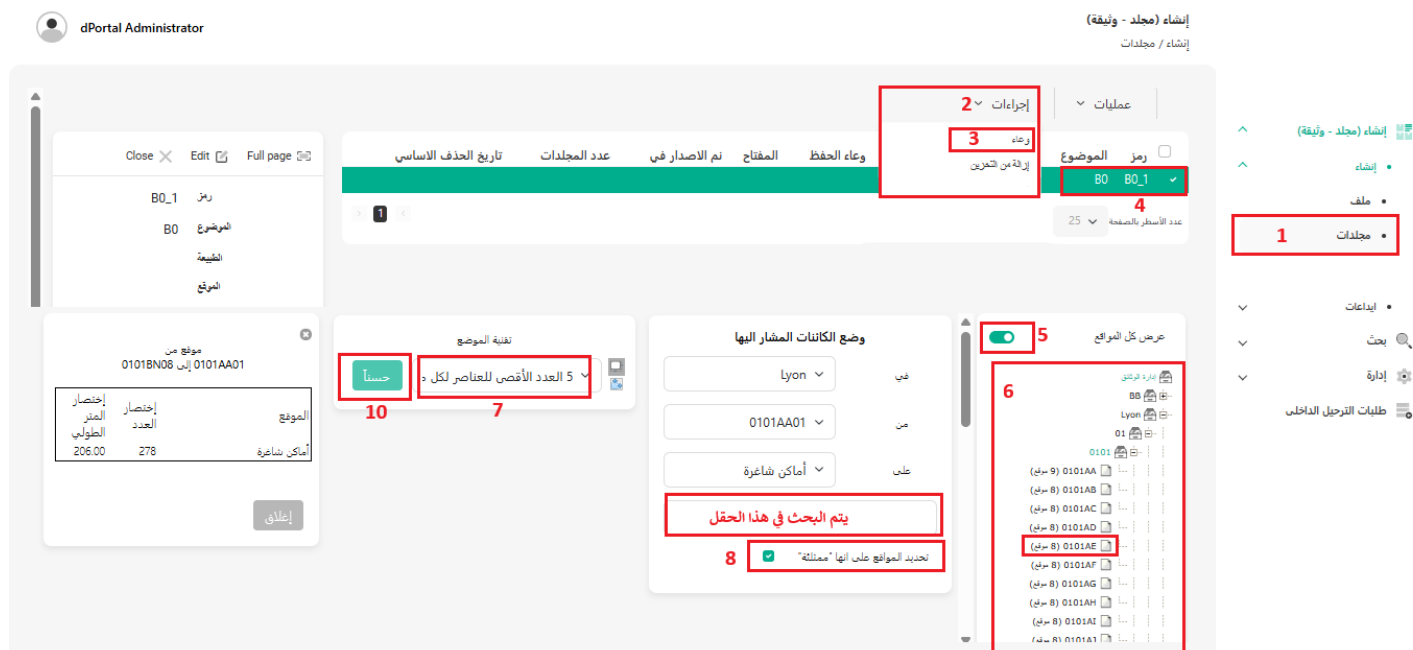 إنشاء (مجلد - وثيقة)
إنشاء / مجلدات
dPortal Administrator
إنشاء (مجلد - وثيقة)
إنشاء
ملف
مجلدات
1
ايداعات
بحث
إدارة
طلبات الترحيل الداخلي
عمليات
إجراءات
2
وعاء
3
إزالة من التخزين
رمز الموضوع وعاء الحفظ المفتاح تم الاصدار في عدد المجلدات تاريخ الحذف الاساسي
B0_1 B0
4
عدد الأسطر بالصفحة 25
1
Full page Edit Close
رمز B0_1
الموضوع B0
الطبيعة
الموقع
عرض كل المواقع
5
6
إدارة الوثائق
BB
Lyon
01
0101
0101AA (9 موقع)
0101AB (8 موقع)
0101AC (8 موقع)
0101AD (8 موقع)
0101AE (8 موقع)
0101AF (8 موقع)
0101AG (8 موقع)
0101AH (8 موقع)
0101AI (8 موقع)
0101AJ (8 موقع)
وضع الكائنات المشار اليها
في Lyon
من 0101AA01
على أماكن شاغرة
يتم البحث في هذا الحقل
تحديد المواقع على انها "ممتلئة"
8
تقنية الموضع
5 العدد الأقصى للعناصر لكل
7
حسناً
10
موقع من
0101AA01 إلى 0101BN08
الموقع إختصار العدد إختصار المتر الطولي
أماكن شاغرة 278 206.00
إغلاق